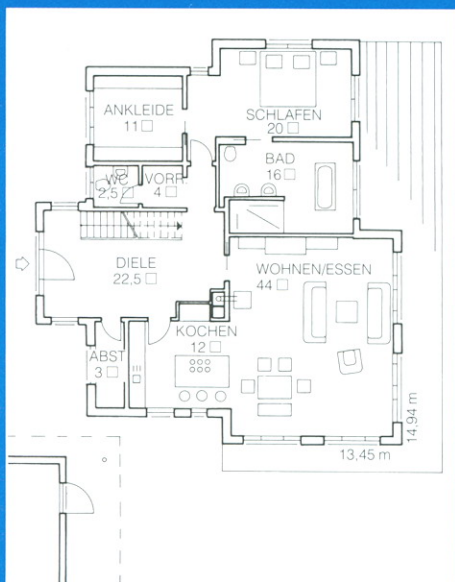 ANKLEIDE
11
SCHLAFEN
20
BAD
16
WC
2,5
VORR.
4
DIELE
22,5
WOHNEN/ESSEN
44
KOCHEN
12
ABST
3
14.94 m
13,45 m